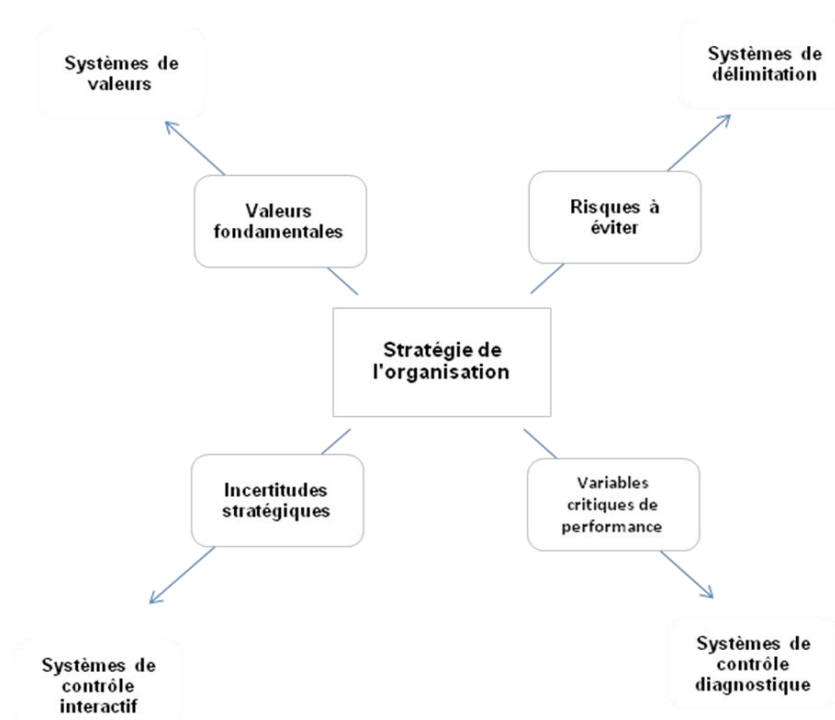 Systèmes de
valeurs
Systèmes de
délimitation
Valeurs
fondamentales
Risques à
éviter
Stratégie de
l'organisation
Incertitudes
stratégiques
Variables
critiques de
performance
Systèmes de
contrôle
interactif
Systèmes de
contrôle
diagnostique